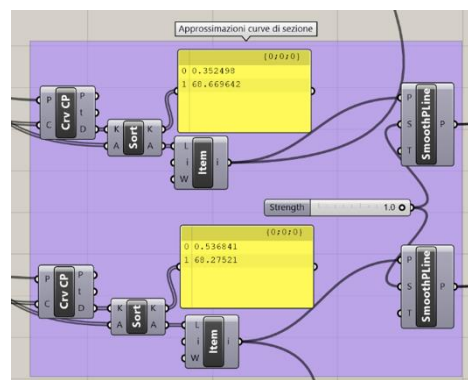 Approssimazioni curve di sezione
{0;0;0}
0 0.352498
1 68.669642
P
C
Crv CP
P
t
D
K
A
Sort
K
A
L
i
W
Item
i
P
S
T
SmoothPLine
P
Strength
1.0
{0;0;0}
0 0.536841
1 68.27521
P
C
Crv CP
P
t
D
K
A
Sort
K
A
L
i
W
Item
i
P
S
T
SmoothPLine
P